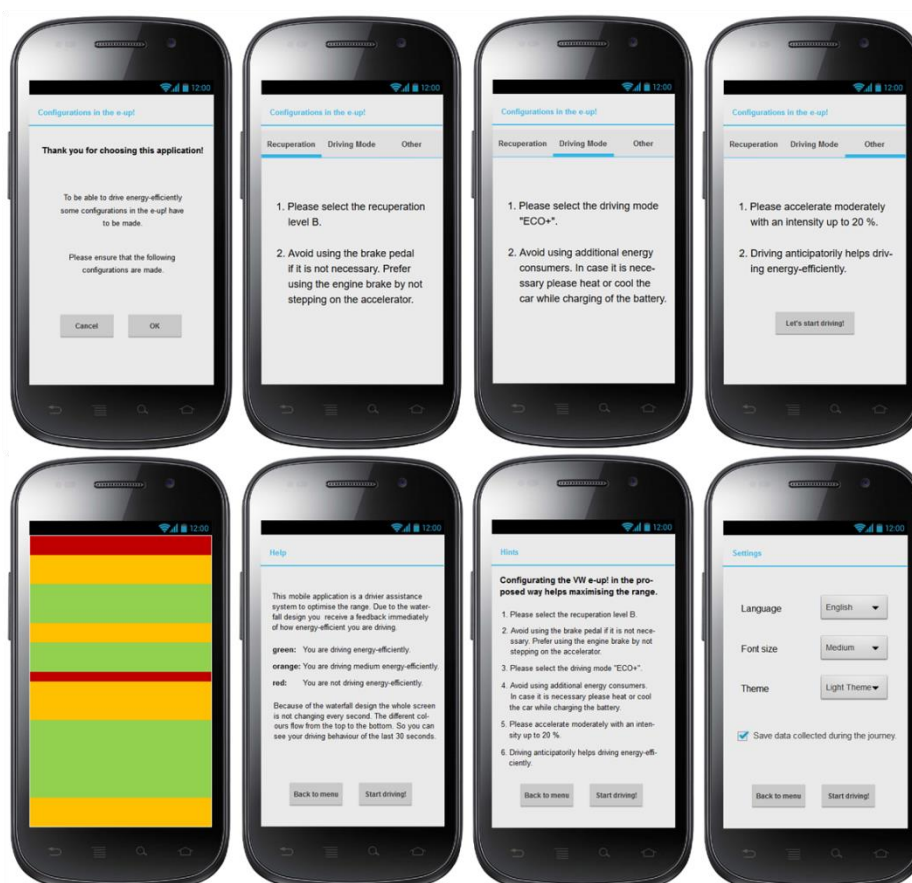 12:00
Configurations in the e-up!
Thank you for choosing this application!
To be able to drive energy-efficiently
some configurations in the e-up! have
to be made.
Please ensure that the following
configurations are made.
Cancel OK
12:00
Configurations in the e-up!
Recuperation Driving Mode Other
1. Please select the recuperation
level B.
2. Avoid using the brake pedal
if it is not necessary. Prefer
using the engine brake by not
stepping on the accelerator.
12:00
Configurations in the e-up!
Recuperation Driving Mode Other
1. Please select the driving mode
"ECO+".
2. Avoid using additional energy
consumers. In case it is nece-
ssary please heat or cool the
car while charging of the battery.
12:00
Configurations in the e-up!
Recuperation Driving Mode Other
1. Please accelerate moderately
with an intensity up to 20 %.
2. Driving anticipatorily helps driv-
ing energy-efficiently.
Let's start driving!
12:00
12:00
Help
This mobile application is a driver assistance
system to optimise the range. Due to the water-
fall design you receive a feedback immediately
of how energy-efficient you are driving.
green: You are driving energy-efficiently.
orange: You are driving medium energy-efficiently.
red: You are not driving energy-efficiently.
Because of the waterfall design the whole screen
is not changing every second. The different col-
ours flow from the top to the bottom. So you can
see your driving behaviour of the last 30 seconds.
Back to menu Start driving!
12:00
Hints
Configurating the VW e-up! in the pro-
posed way helps maximising the range.
1. Please select the recuperation level B.
2. Avoid using the brake pedal if it is not nece-
ssary. Prefer using the engine brake by not
stepping on the accelerator.
3. Please select the driving mode "ECO+".
4. Avoid using additional energy consumers.
In case it is necessary please heat or cool
the car while charging the battery.
5. Please accelerate moderately with an inten-
sity up to 20 %.
6. Driving anticipatorily helps driving energy-effi-
ciently.
Back to menu Start driving!
12:00
Settings
Language English
Font size Medium
Theme Light Theme
Save data collected during the journey.
Back to menu Start driving!